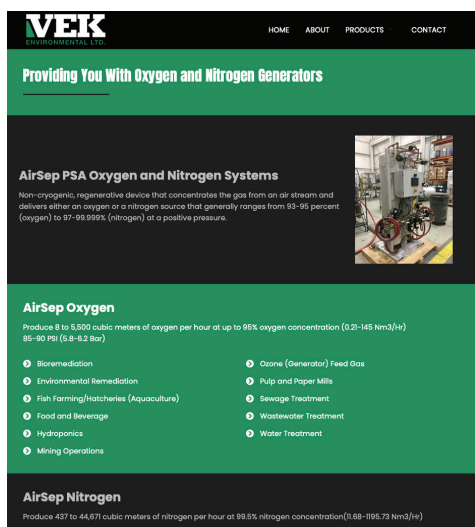 VEK
ENVIRONMENTAL LTD.
HOME ABOUT PRODUCTS CONTACT
Providing You With Oxygen and Nitrogen Generators
AirSep PSA Oxygen and Nitrogen Systems
Non-cryogenic, regenerative device that concentrates the gas from an air stream and
delivers either an oxygen or a nitrogen source that generally ranges from 93-95 percent
(oxygen) to 97-99.999% (nitrogen) at a positive pressure.
AirSep Oxygen
Produce 8 to 5,500 cubic meters of oxygen per hour at up to 95% oxygen concentration (0.21-145 Nm3/Hr)
85-90 PSI (5.8-6.2 Bar)
Bioremediation
Environmental Remediation
Fish Farming/Hatcheries (Aquaculture)
Food and Beverage
Hydroponics
Mining Operations
Ozone (Generator) Feed Gas
Pulp and Paper Mills
Sewage Treatment
Wastewater Treatment
Water Treatment
AirSep Nitrogen
Produce 437 to 44,671 cubic meters of nitrogen per hour at 99.5% nitrogen concentration(11.68-1195.73 Nm3/Hr)